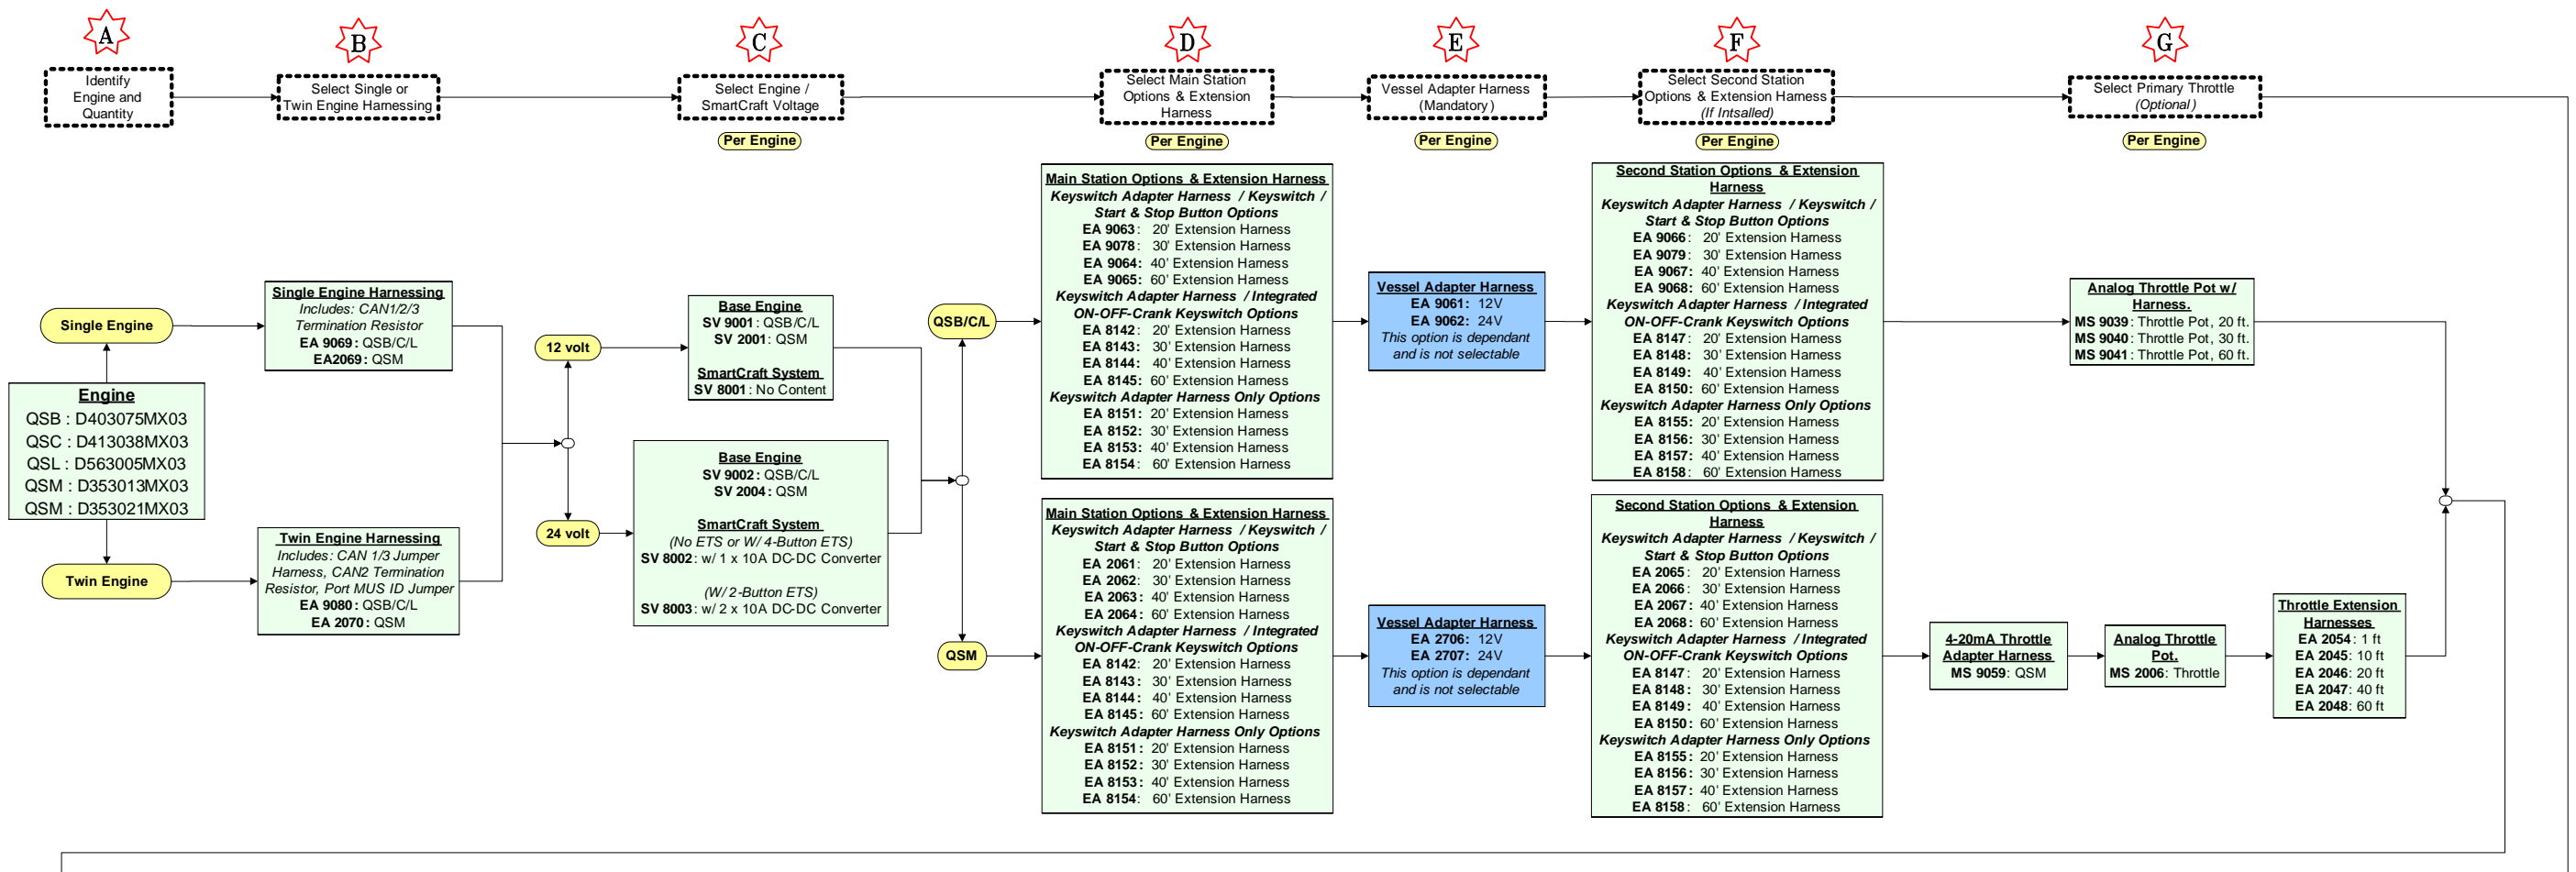 A
B
C
D
E
F
G
Identify
Engine and
Quantity
Select Single or
Twin Engine Harnessing
Select Engine /
SmartCraft Voltage
Select Main Station
Options & Extension
Harness
Vessel Adapter Harness
(Mandatory)
Select Second Station
Options & Extension Harness
(If Intsalled)
Select Primary Throttle
(Optional)
Per Engine
Per Engine
Per Engine
Per Engine
Per Engine
Single Engine
Engine
QSB : D403075MX03
QSC : D413038MX03
QSL : D563005MX03
QSM : D353013MX03
QSM : D353021MX03
Twin Engine
Single Engine Harnessing
Includes: CAN1/2/3
Termination Resistor
EA 9069: QSB/C/L
EA2069: QSM
Twin Engine Harnessing
Includes: CAN 1/3 Jumper
Harness, CAN2 Termination
Resistor, Port MUS ID Jumper
EA 9080: QSB/C/L
EA 2070: QSM
12 volt
24 volt
Base Engine
SV 9001: QSB/C/L
SV 2001: QSM
SmartCraft System
SV 8001: No Content
Base Engine
SV 9002: QSB/C/L
SV 2004: QSM
SmartCraft System
(No ETS or W/ 4-Button ETS)
SV 8002: w/ 1 x 10A DC-DC Converter
(W/ 2-Button ETS)
SV 8003: w/ 2 x 10A DC-DC Converter
QSB/C/L
QSM
Main Station Options & Extension Harness
Keyswitch Adapter Harness / Keyswitch /
Start & Stop Button Options
EA 9063: 20' Extension Harness
EA 9078: 30' Extension Harness
EA 9064: 40' Extension Harness
EA 9065: 60' Extension Harness
Keyswitch Adapter Harness / Integrated
ON-OFF-Crank Keyswitch Options
EA 8142: 20' Extension Harness
EA 8143: 30' Extension Harness
EA 8144: 40' Extension Harness
EA 8145: 60' Extension Harness
Keyswitch Adapter Harness Only Options
EA 8151: 20' Extension Harness
EA 8152: 30' Extension Harness
EA 8153: 40' Extension Harness
EA 8154: 60' Extension Harness
Main Station Options & Extension Harness
Keyswitch Adapter Harness / Keyswitch /
Start & Stop Button Options
EA 2061: 20' Extension Harness
EA 2062: 30' Extension Harness
EA 2063: 40' Extension Harness
EA 2064: 60' Extension Harness
Keyswitch Adapter Harness / Integrated
ON-OFF-Crank Keyswitch Options
EA 8142: 20' Extension Harness
EA 8143: 30' Extension Harness
EA 8144: 40' Extension Harness
EA 8145: 60' Extension Harness
Keyswitch Adapter Harness Only Options
EA 8151: 20' Extension Harness
EA 8152: 30' Extension Harness
EA 8153: 40' Extension Harness
EA 8154: 60' Extension Harness
Vessel Adapter Harness
EA 9061: 12V
EA 9062: 24V
This option is dependant
and is not selectable
Vessel Adapter Harness
EA 2706: 12V
EA 2707: 24V
This option is dependant
and is not selectable
Second Station Options & Extension
Harness
Keyswitch Adapter Harness / Keyswitch /
Start & Stop Button Options
EA 9066: 20' Extension Harness
EA 9079: 30' Extension Harness
EA 9067: 40' Extension Harness
EA 9068: 60' Extension Harness
Keyswitch Adapter Harness / Integrated
ON-OFF-Crank Keyswitch Options
EA 8147: 20' Extension Harness
EA 8148: 30' Extension Harness
EA 8149: 40' Extension Harness
EA 8150: 60' Extension Harness
Keyswitch Adapter Harness Only Options
EA 8155: 20' Extension Harness
EA 8156: 30' Extension Harness
EA 8157: 40' Extension Harness
EA 8158: 60' Extension Harness
Second Station Options & Extension
Harness
Keyswitch Adapter Harness / Keyswitch /
Start & Stop Button Options
EA 2065: 20' Extension Harness
EA 2066: 30' Extension Harness
EA 2067: 40' Extension Harness
EA 2068: 60' Extension Harness
Keyswitch Adapter Harness / Integrated
ON-OFF-Crank Keyswitch Options
EA 8147: 20' Extension Harness
EA 8148: 30' Extension Harness
EA 8149: 40' Extension Harness
EA 8150: 60' Extension Harness
Keyswitch Adapter Harness Only Options
EA 8155: 20' Extension Harness
EA 8156: 30' Extension Harness
EA 8157: 40' Extension Harness
EA 8158: 60' Extension Harness
Analog Throttle Pot w/
Harness.
MS 9039: Throttle Pot, 20 ft.
MS 9040: Throttle Pot, 30 ft.
MS 9041: Throttle Pot, 60 ft.
4-20mA Throttle
Adapter Harness
MS 9059: QSM
Analog Throttle
Pot.
MS 2006: Throttle
Throttle Extension
Harnesses
EA 2054: 1 ft
EA 2045: 10 ft
EA 2046: 20 ft
EA 2047: 40 ft
EA 2048: 60 ft